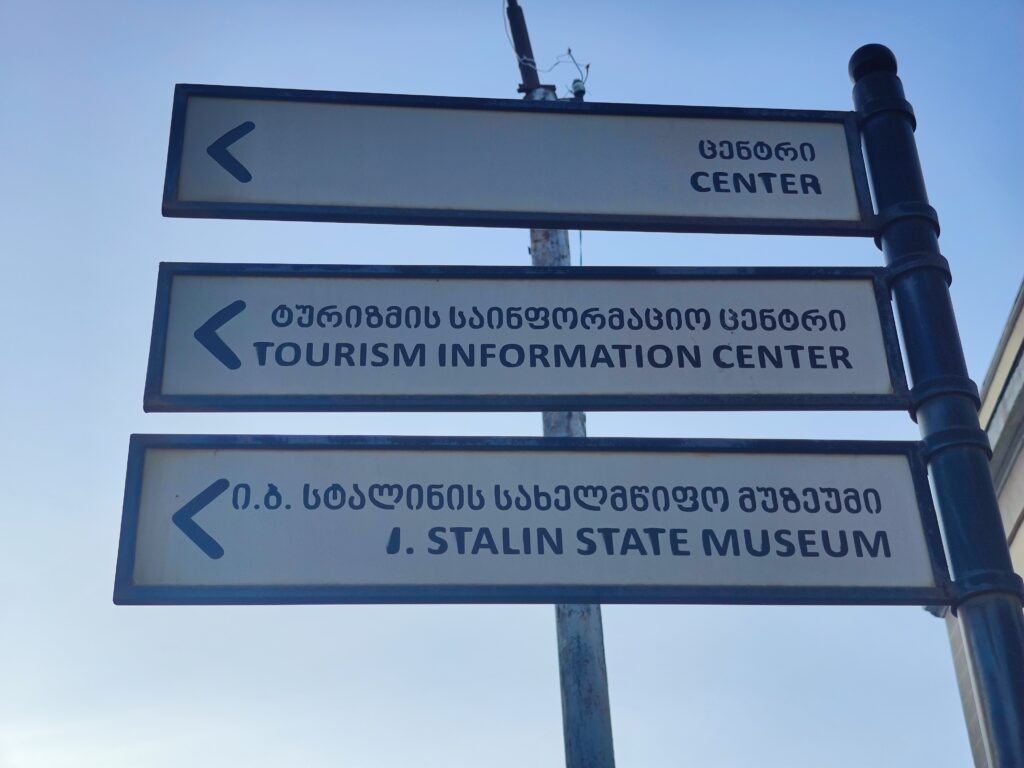 ცენტრი
CENTER
ტურიზმის საინფორმაციო ცენტრი
TOURISM INFORMATION CENTER
ი.ბ. სტალინის სახელმწიფო მუზეუმი
J. STALIN STATE MUSEUM